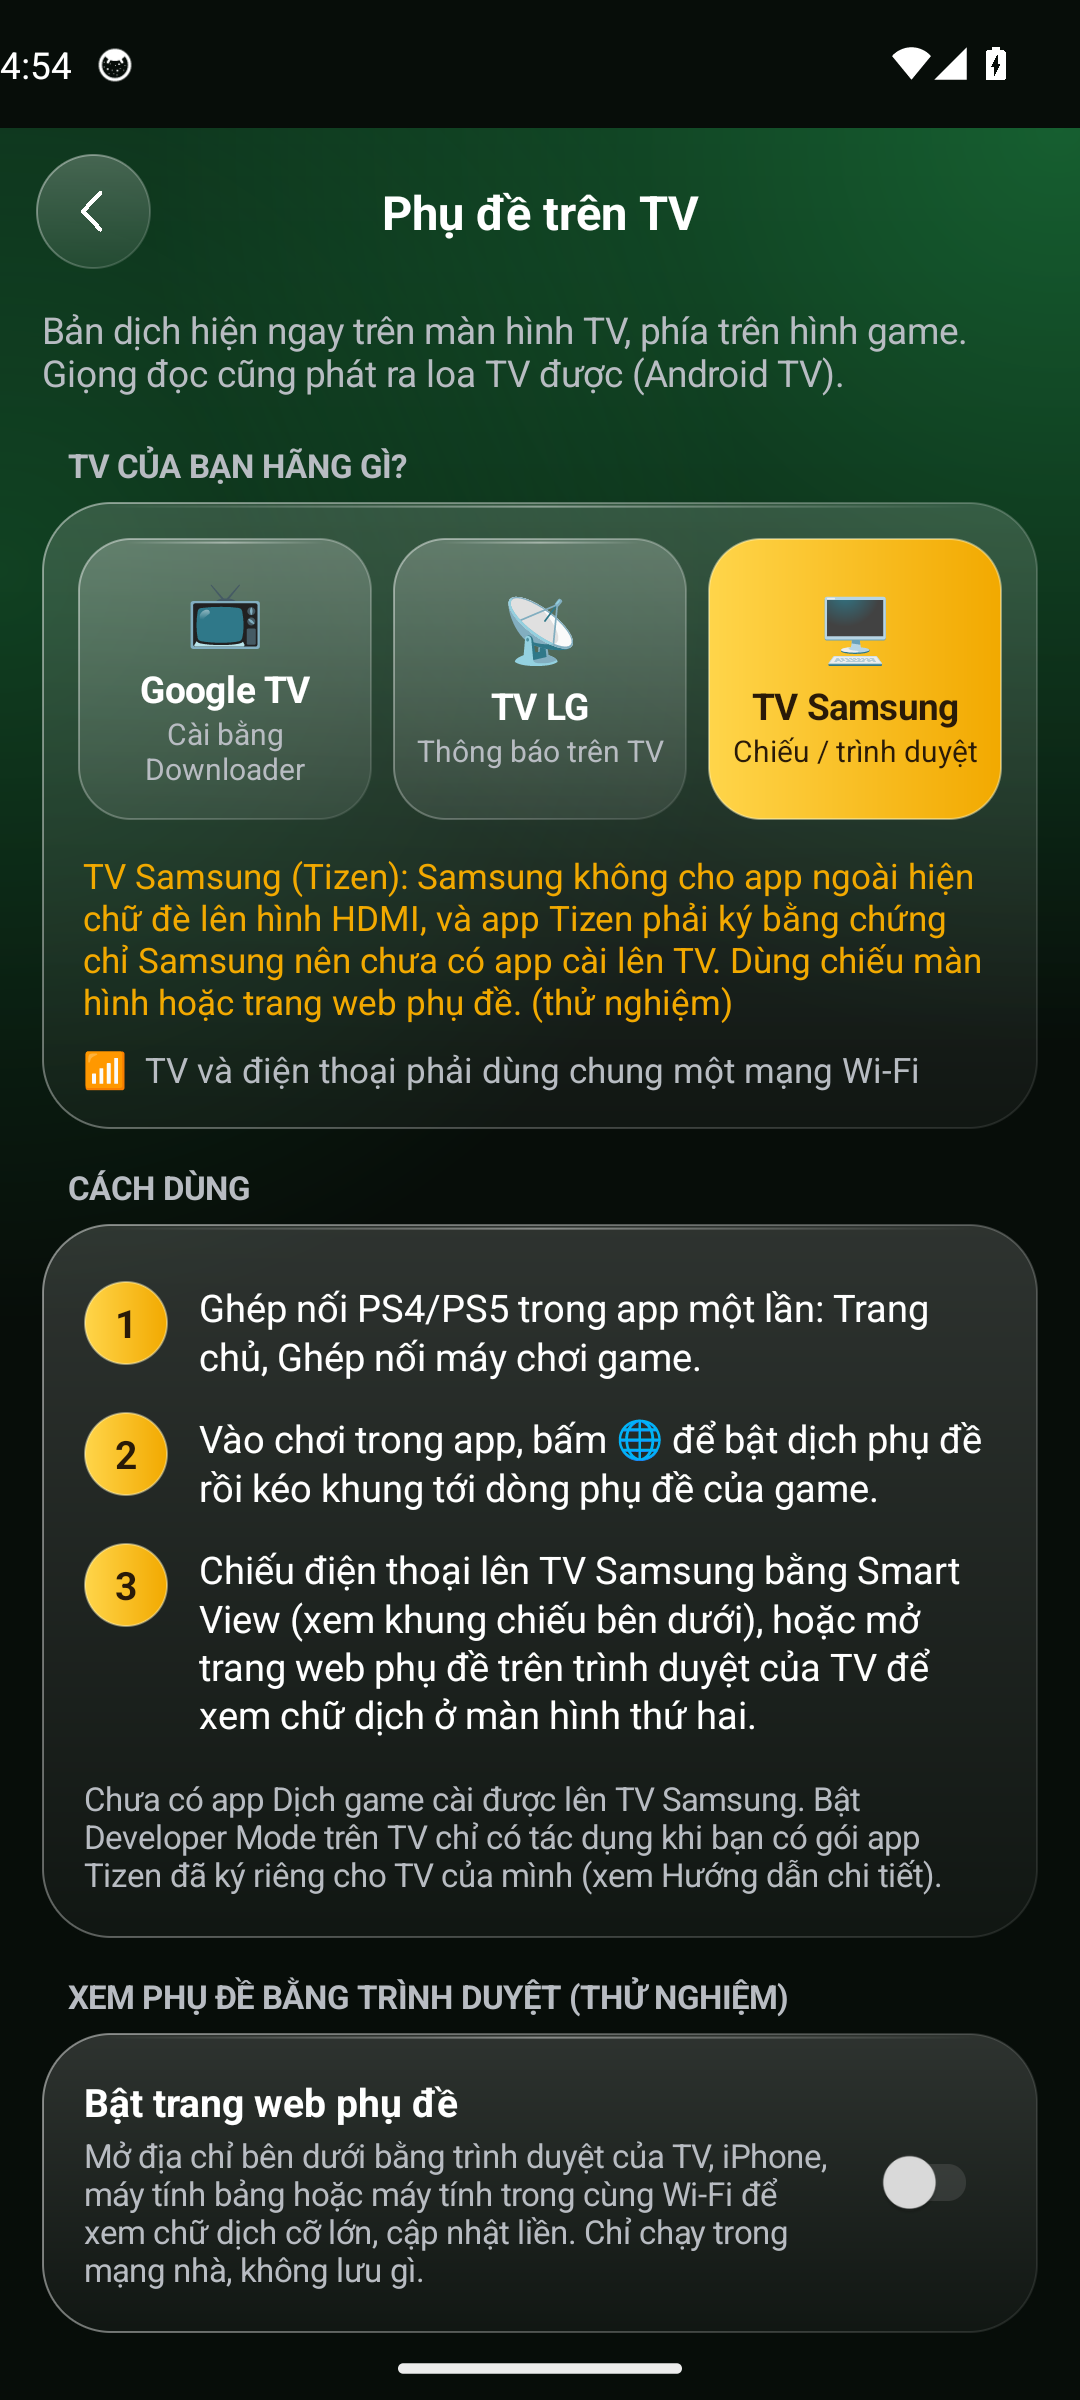 4:54
Phụ đề trên TV
Bản dịch hiện ngay trên màn hình TV, phía trên hình game.
Giọng đọc cũng phát ra loa TV được (Android TV).
TV CỦA BẠN HÃNG GÌ?
Google TV
Cài bằng
Downloader
TV LG
Thông báo trên TV
TV Samsung
Chiếu / trình duyệt
TV Samsung (Tizen): Samsung không cho app ngoài hiện
chữ đè lên hình HDMI, và app Tizen phải ký bằng chứng
chỉ Samsung nên chưa có app cài lên TV. Dùng chiếu màn
hình hoặc trang web phụ đề. (thử nghiệm)
TV và điện thoại phải dùng chung một mạng Wi-Fi
CÁCH DÙNG
1
Ghép nối PS4/PS5 trong app một lần: Trang
chủ, Ghép nối máy chơi game.
2
Vào chơi trong app, bấm 🌐 để bật dịch phụ đề
rồi kéo khung tới dòng phụ đề của game.
3
Chiếu điện thoại lên TV Samsung bằng Smart
View (xem khung chiếu bên dưới), hoặc mở
trang web phụ đề trên trình duyệt của TV để
xem chữ dịch ở màn hình thứ hai.
Chưa có app Dịch game cài được lên TV Samsung. Bật
Developer Mode trên TV chỉ có tác dụng khi bạn có gói app
Tizen đã ký riêng cho TV của mình (xem Hướng dẫn chi tiết).
XEM PHỤ ĐỀ BẰNG TRÌNH DUYỆT (THỬ NGHIỆM)
Bật trang web phụ đề
Mở địa chỉ bên dưới bằng trình duyệt của TV, iPhone,
máy tính bảng hoặc máy tính trong cùng Wi-Fi để
xem chữ dịch cỡ lớn, cập nhật liền. Chỉ chạy trong
mạng nhà, không lưu gì.